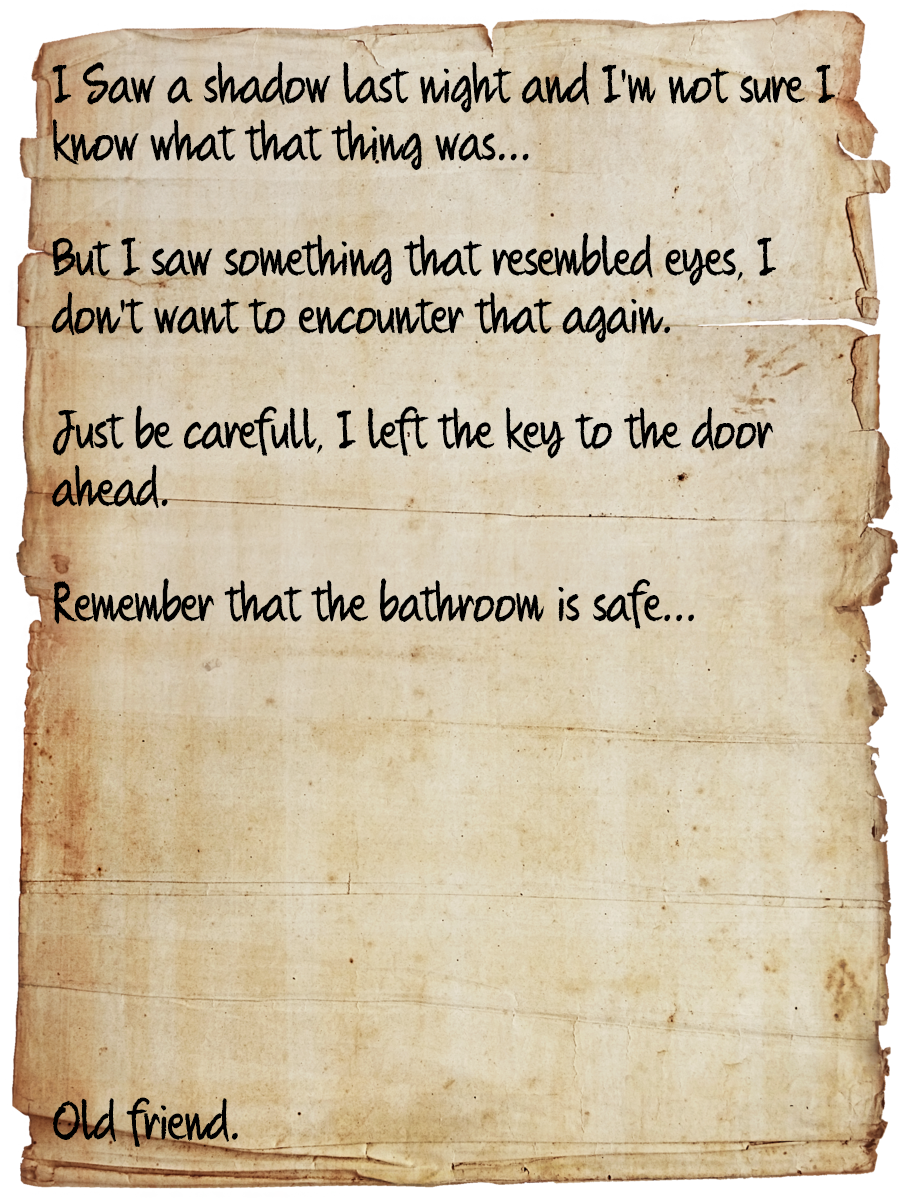 I Saw a shadow last night and I'm not sure I
know what that thing was...
But I saw something that resembled eyes, I
don't want to encounter that again.
Just be carefull, I left the key to the door
ahead.
Remember that the bathroom is safe...
Old friend.